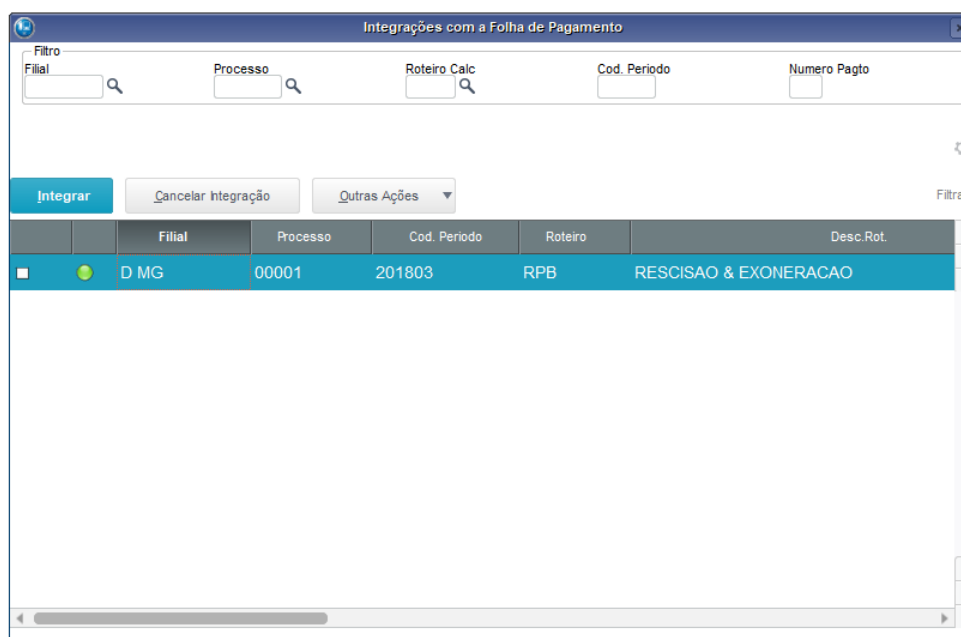 Integrações com a Folha de Pagamento
Filtro
Filial Processo Roteiro Calc Cod. Periodo Numero Pagto
Integrar Cancelar Integração Outras Ações Filtra
Filial Processo Cod. Periodo Roteiro Desc.Rot.
D MG 00001 201803 RPB RESCISAO & EXONERACAO